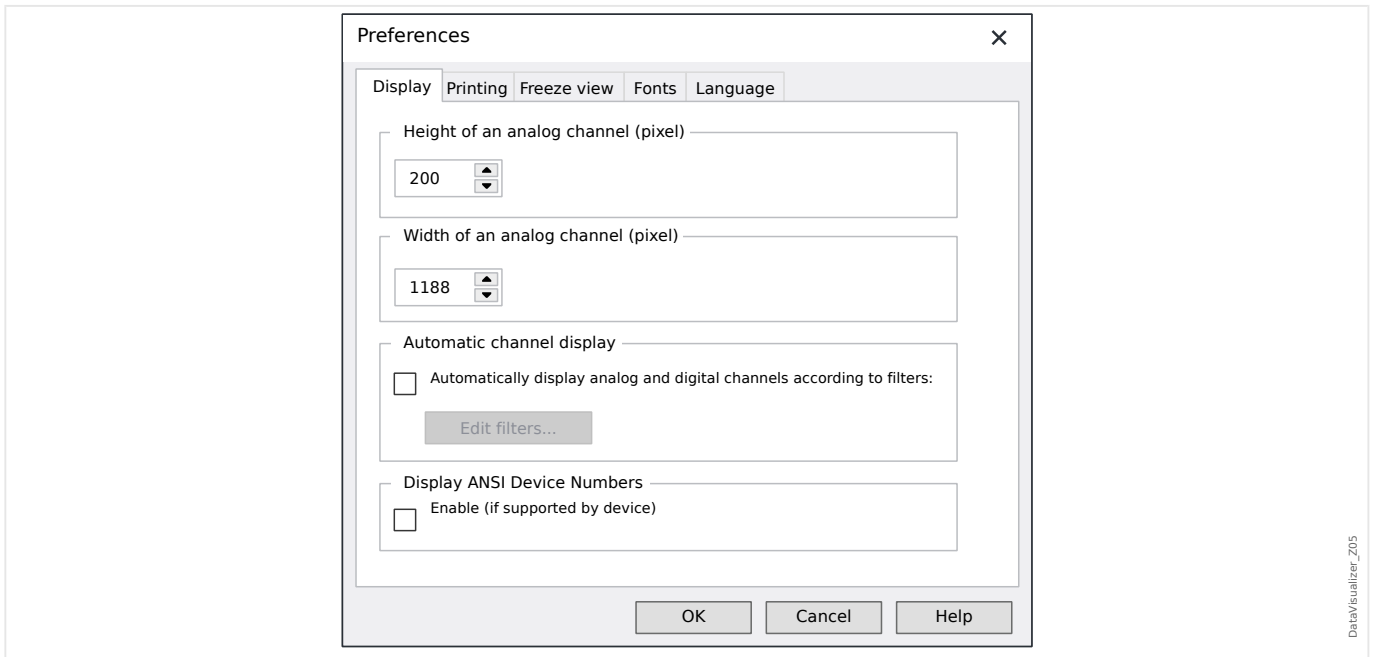 Preferences
Display Printing Freeze view Fonts Language
Height of an analog channel (pixel)
200
Width of an analog channel (pixel)
1188
Automatic channel display
Automatically display analog and digital channels according to filters:
Edit filters...
Display ANSI Device Numbers
Enable (if supported by device)
OK Cancel Help
DataVisualizer_Z05